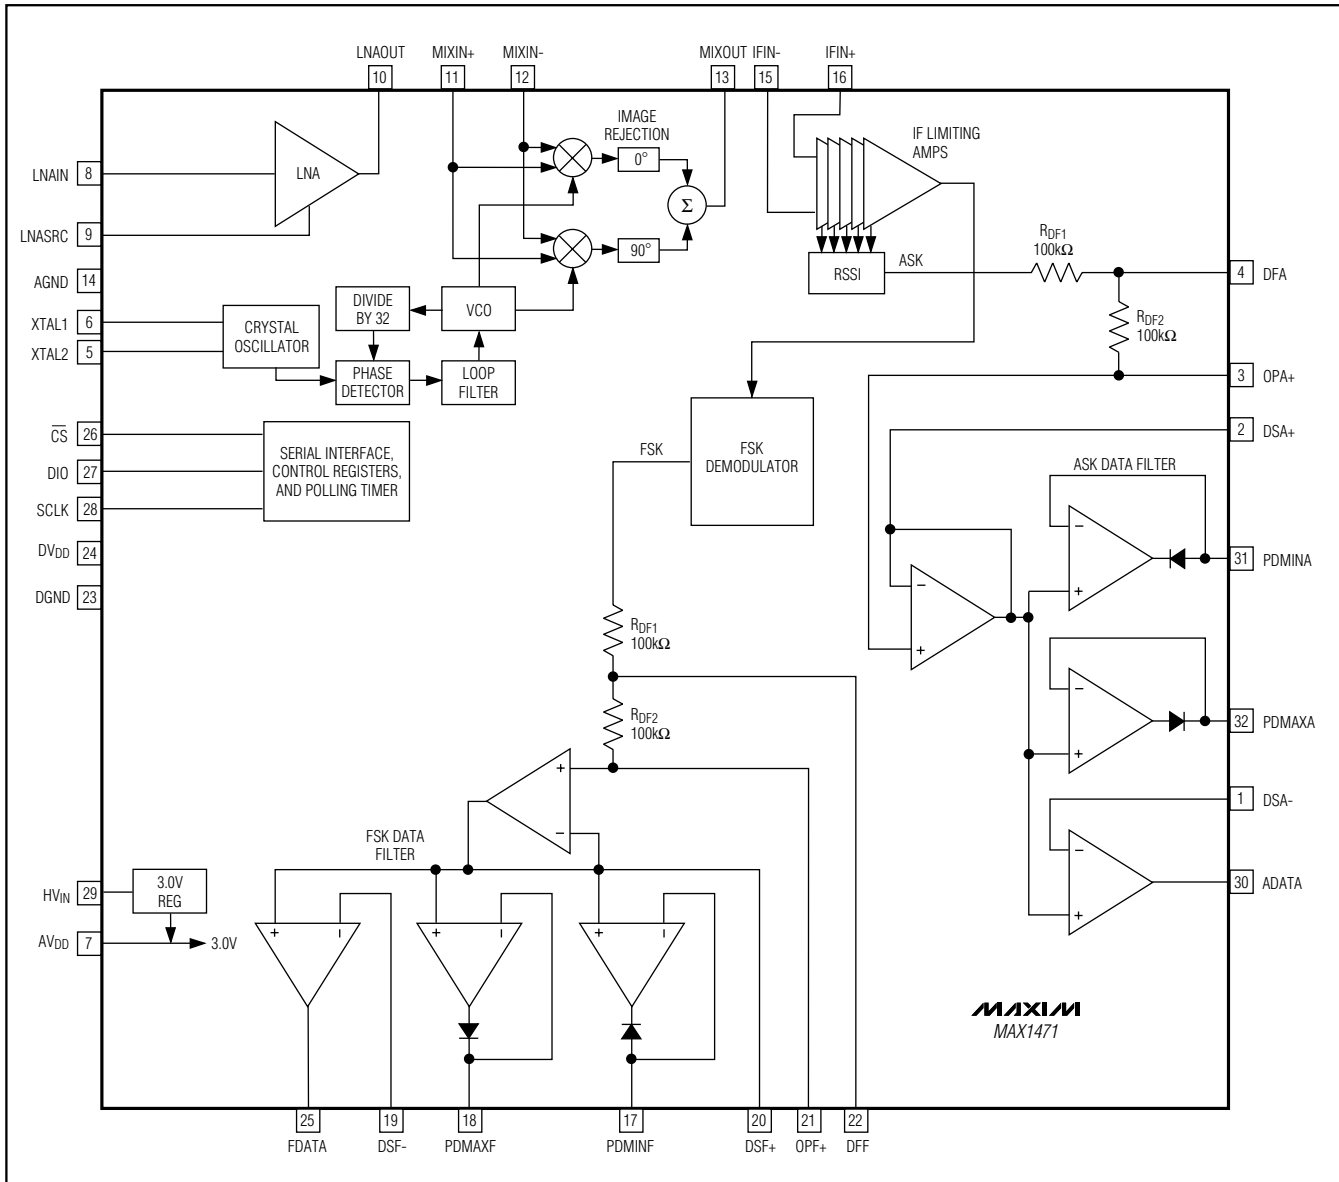 LNAOUT MIXIN+ MIXIN- MIXOUT IFIN- IFIN+
10 11 12 13 15 16
IMAGE
REJECTION
0°
IF LIMITING
AMPS
LNAIN 8
LNA
Σ
LNASRC 9
90°
RDF1
100kΩ
RSSI
ASK
4 DFA
AGND 14
DIVIDE
BY 32
VCO
XTAL1 6
CRYSTAL
OSCILLATOR
RDF2
100kΩ
XTAL2 5
PHASE
DETECTOR
LOOP
FILTER
3 OPA+
CS 26
SERIAL INTERFACE,
CONTROL REGISTERS,
AND POLLING TIMER
DIO 27
SCLK 28
FSK
FSK
DEMODULATOR
2 DSA+
ASK DATA FILTER
−
+
31 PDMINA
DVDD 24
DGND 23
−
+
RDF1
100kΩ
RDF2
100kΩ
−
+
32 PDMAXA
1 DSA-
−
+
30 ADATA
+
−
FSK DATA
FILTER
HVIN 29
3.0V
REG
AVDD 7
3.0V
+ − + − + −
MAXIM
MAX1471
25 19 18 17 20 21 22
FDATA DSF- PDMAXF PDMINF DSF+ OPF+ DFF